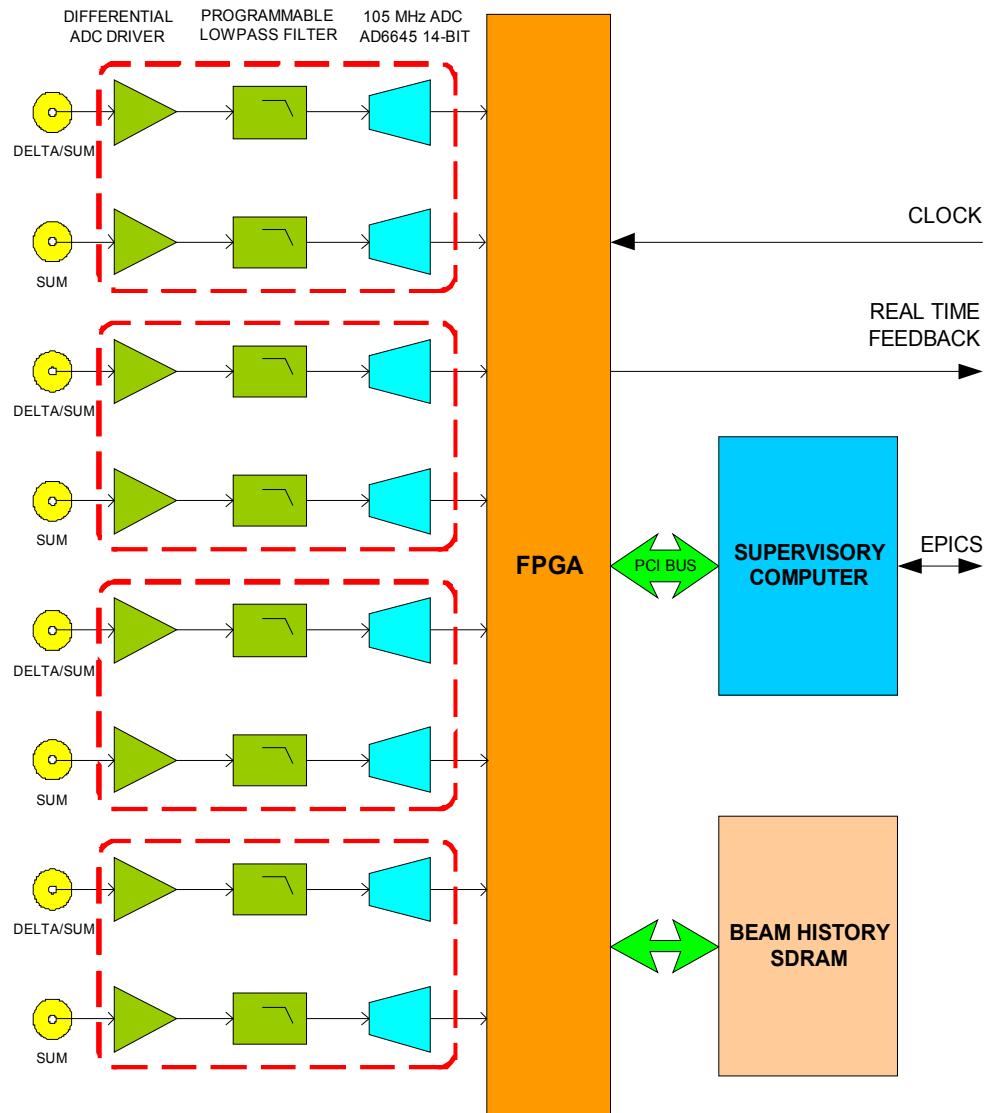 DIFFERENTIAL
ADC DRIVER
PROGRAMMABLE
LOWPASS FILTER
105 MHz ADC
AD6645 14-BIT
DELTA/SUM
SUM
DELTA/SUM
SUM
DELTA/SUM
SUM
DELTA/SUM
SUM
FPGA
CLOCK
REAL TIME
FEEDBACK
PCI BUS
SUPERVISORY
COMPUTER
EPICS
BEAM HISTORY
SDRAM